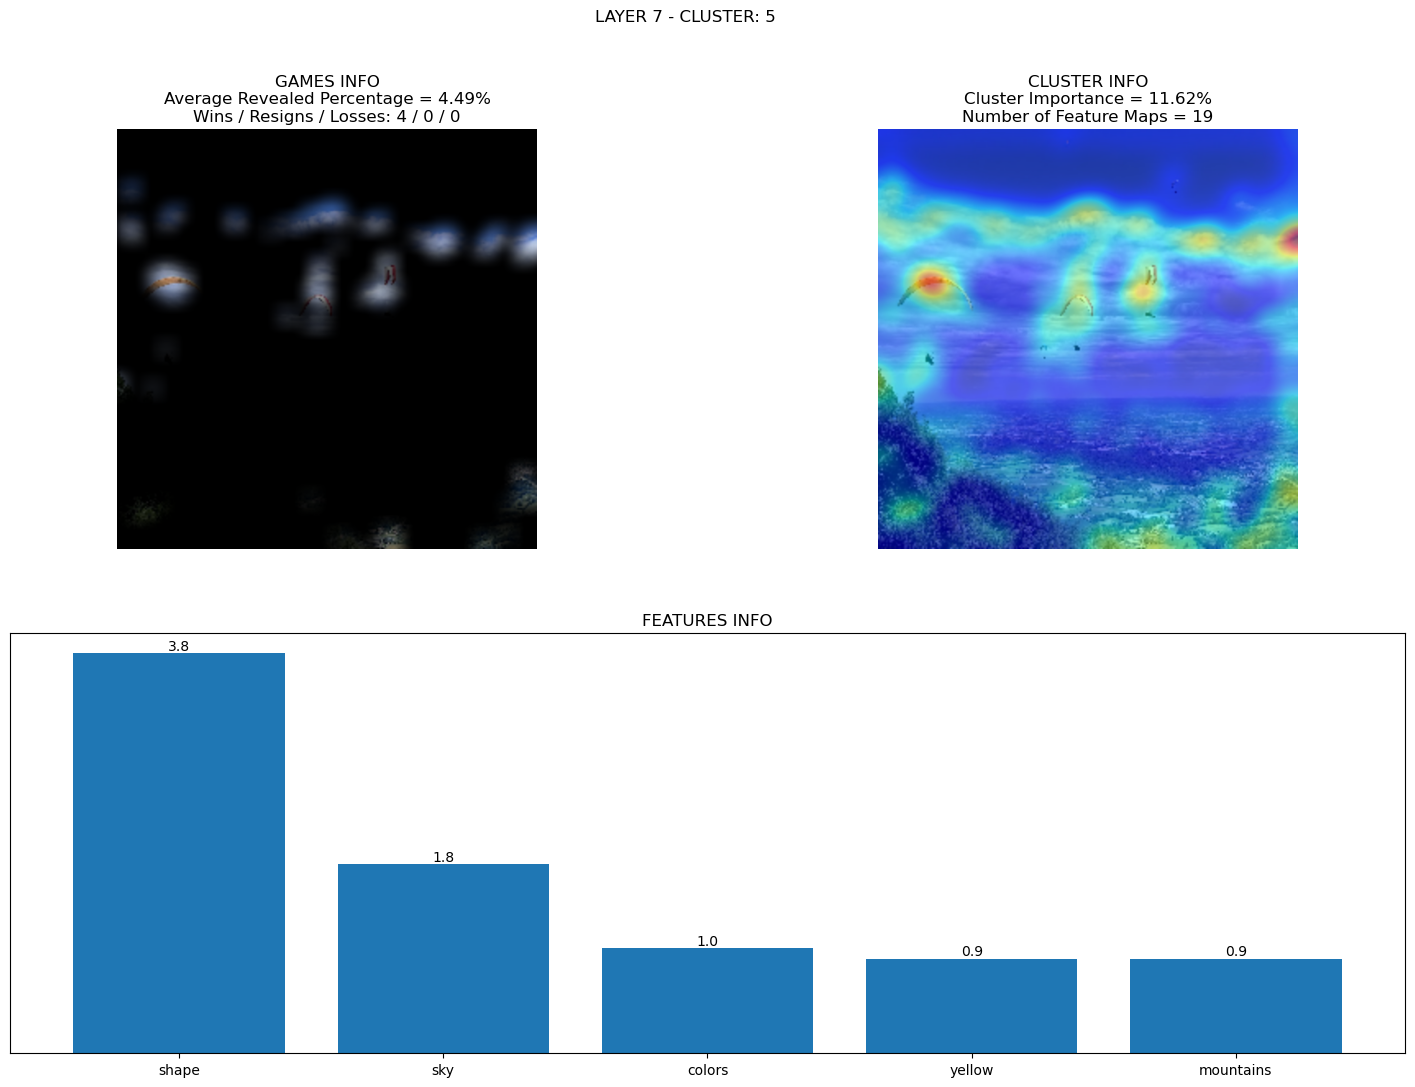 LAYER 7 - CLUSTER: 5
GAMES INFO
Average Revealed Percentage = 4.49%
Wins / Resigns / Losses: 4 / 0 / 0
CLUSTER INFO
Cluster Importance = 11.62%
Number of Feature Maps = 19
FEATURES INFO
3.8
1.8
1.0
0.9
0.9
shape
sky
colors
yellow
mountains